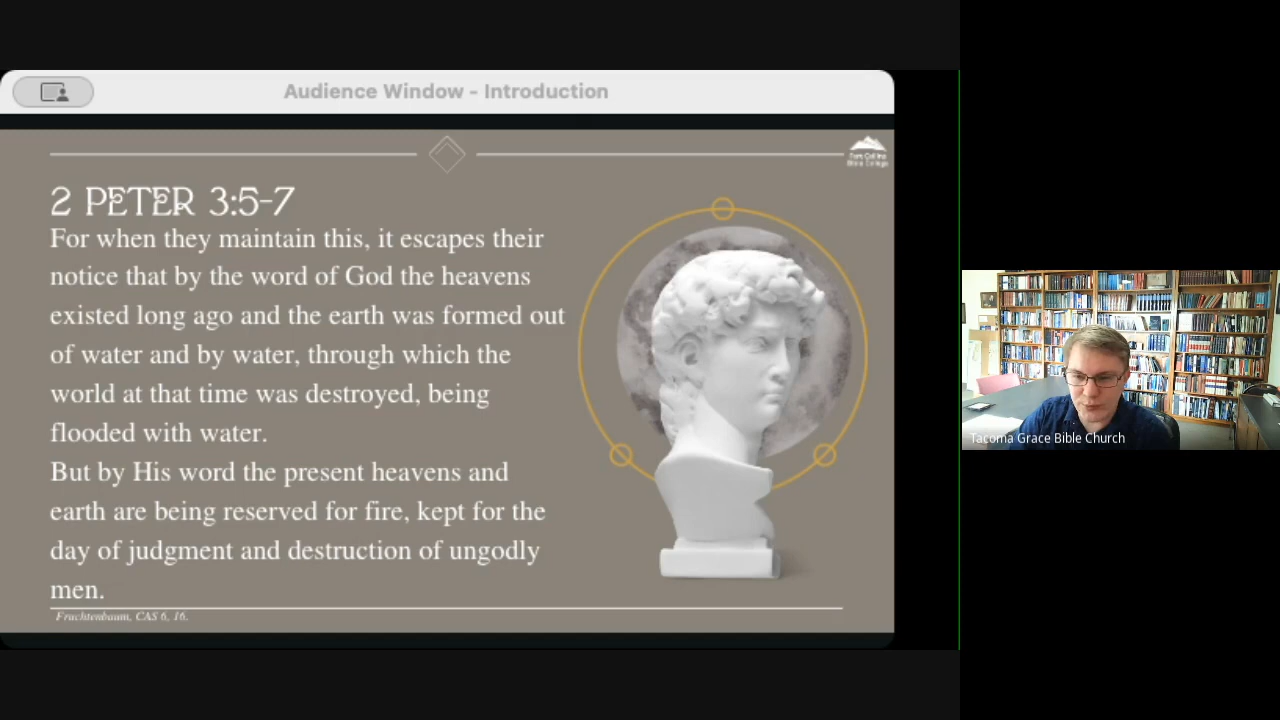 Audience Window - Introduction
2 PETER 3:5-7
For when they maintain this, it escapes their
notice that by the word of God the heavens
existed long ago and the earth was formed out
of water and by water, through which the
world at that time was destroyed, being
flooded with water.
But by His word the present heavens and
earth are being reserved for fire, kept for the
day of judgment and destruction of ungodly
men.
Fruchtenbaum, CAS 6, 16.
Tacoma Grace Bible Church